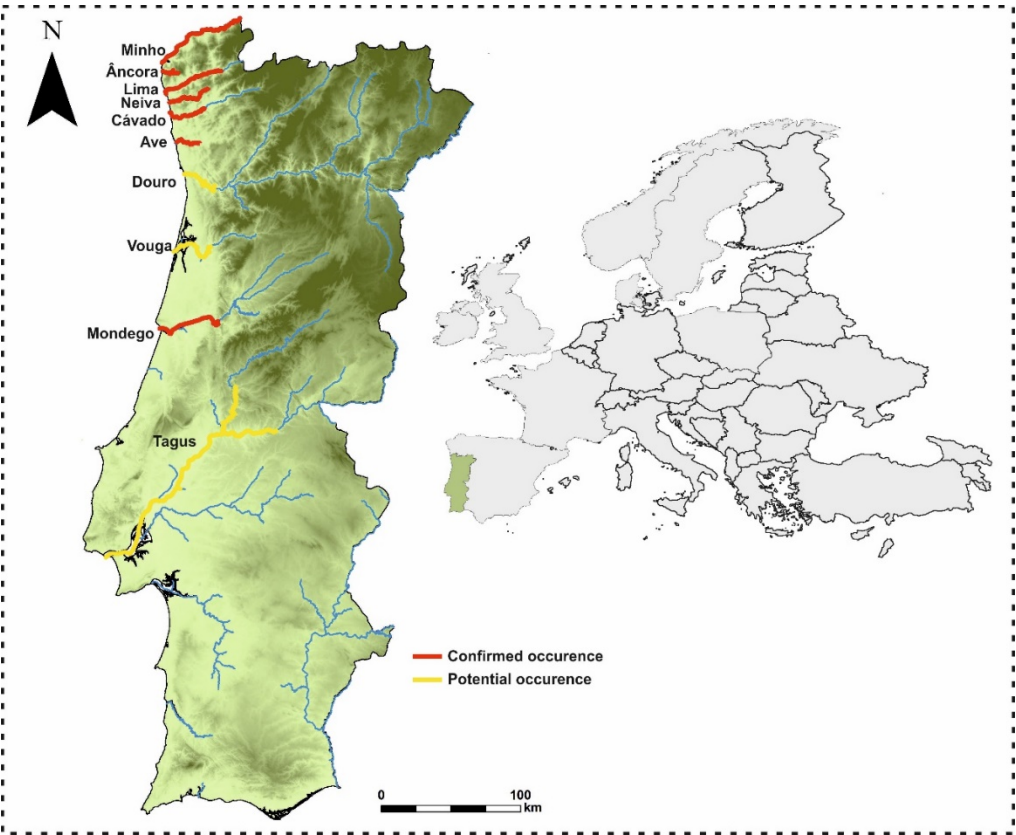 N
Minho
Âncora
Lima
Neiva
Cávado
Ave
Douro
Vouga
Mondego
Tagus
Confirmed occurence
Potential occurence
0 100
km